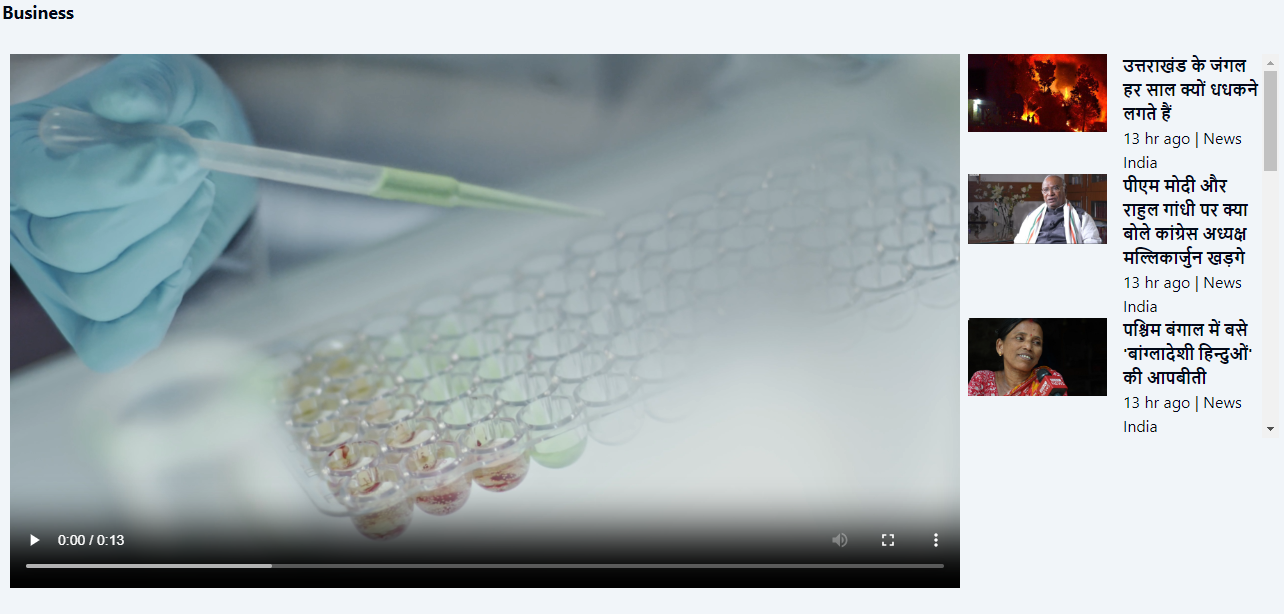 Business
0:00 / 0:13
उत्तराखंड के जंगल
हर साल क्यों धधकने
लगते हैं
13 hr ago | News
India
पीएम मोदी और
राहुल गांधी पर क्या
बोले कांग्रेस अध्यक्ष
मल्लिकार्जुन खड़गे
13 hr ago | News
India
पश्चिम बंगाल में बसे
'बांग्लादेशी हिन्दुओं'
की आपबीती
13 hr ago | News
India